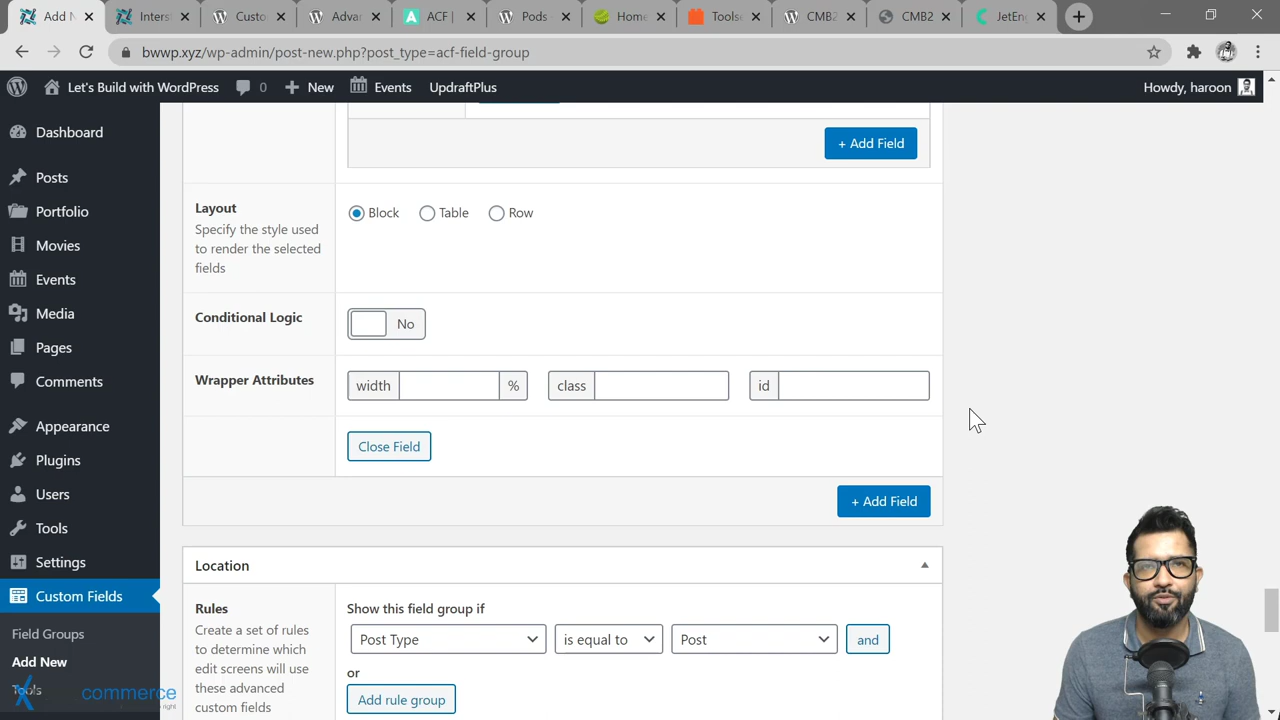 Add N
Inters
Custo
Adva
ACF |
Pods -
Home
Tools
CMB2
CMB2
JetEn
bwwp.xyz/wp-admin/post-new.php?post_type=acf-field-group
Let's Build with WordPress
0
New
Events
UpdraftPlus
Howdy, haroon
Dashboard
Posts
Portfolio
Movies
Events
Media
Pages
Comments
Appearance
Plugins
Users
Tools
Settings
Custom Fields
Field Groups
Add New
Tools
commerce
+ Add Field
Layout
Specify the style used
to render the selected
fields
Block
Table
Row
Conditional Logic
No
Wrapper Attributes
width
%
class
id
Close Field
+ Add Field
Location
Rules
Create a set of rules
to determine which
edit screens will use
these advanced
custom fields
Show this field group if
Post Type
is equal to
Post
and
or
Add rule group